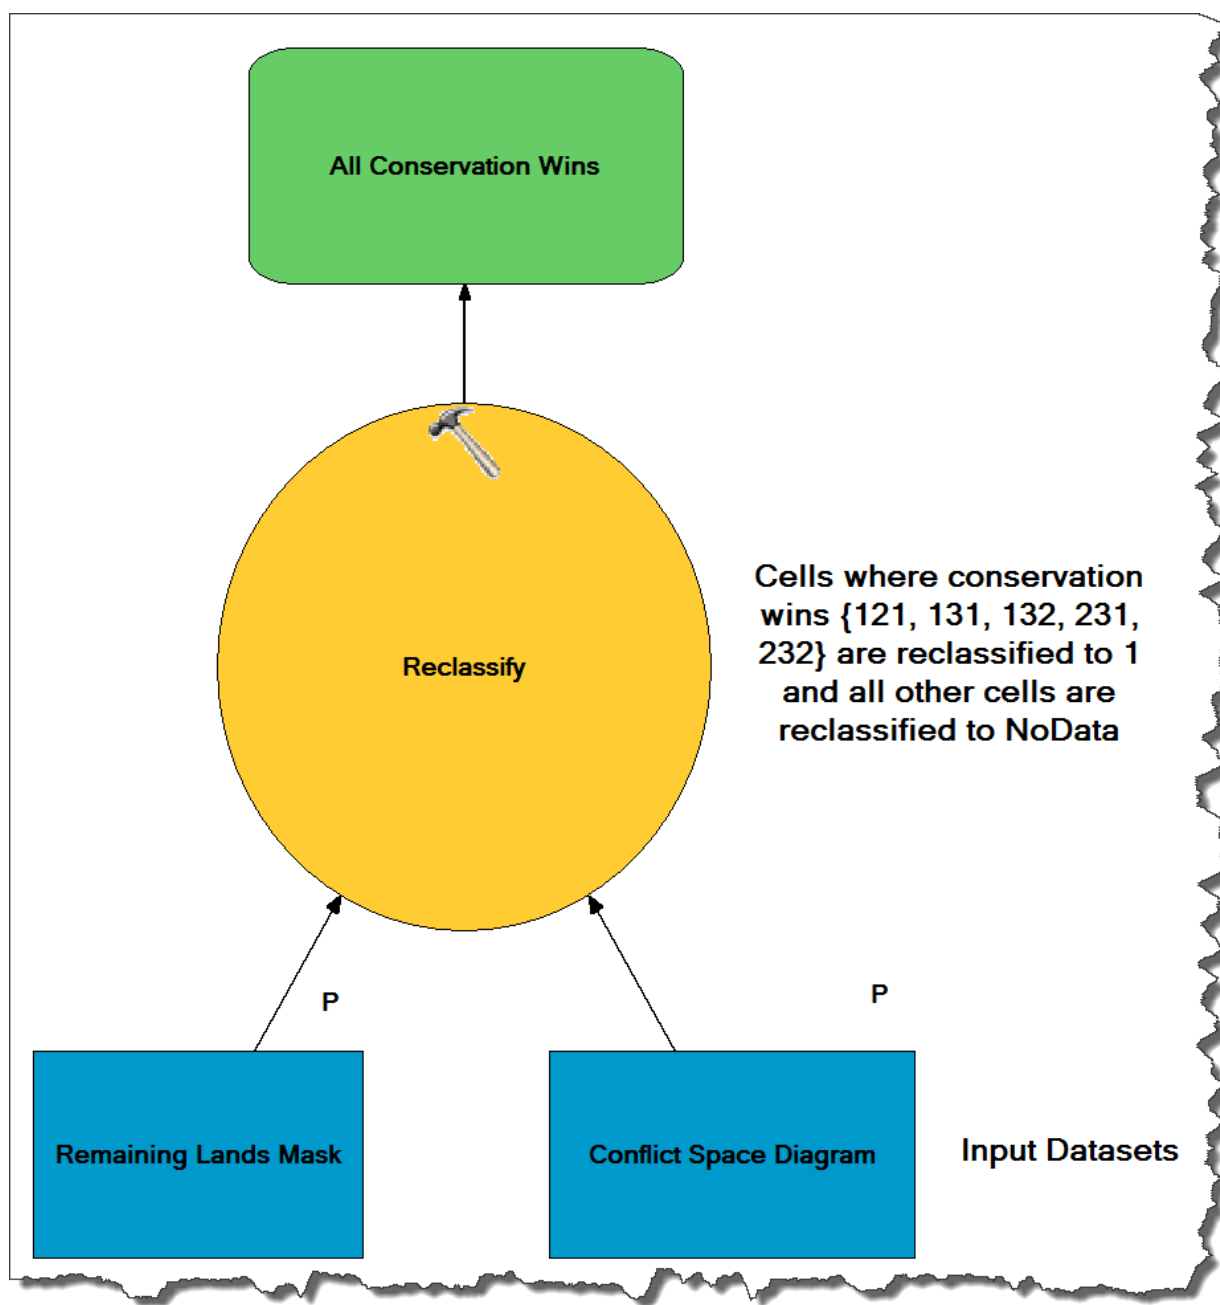 All Conservation Wins
Reclassify
Cells where conservation
wins {121, 131, 132, 231,
232} are reclassified to 1
and all other cells are
reclassified to NoData
P
P
Remaining Lands Mask
Conflict Space Diagram
Input Datasets